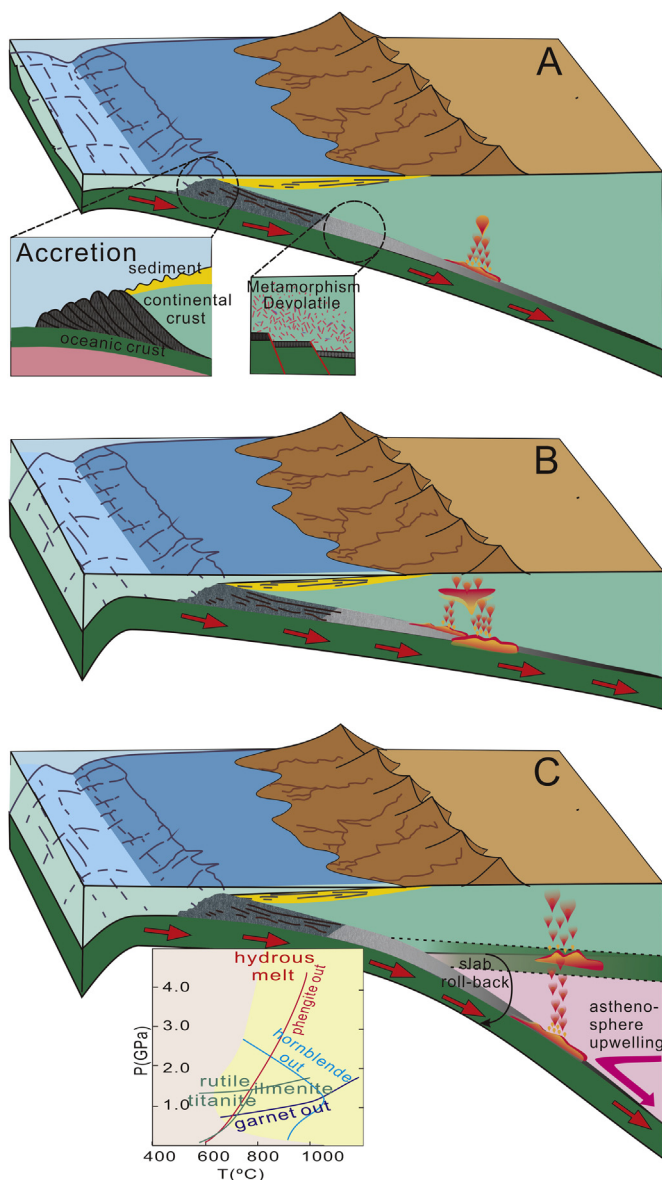 A
Accretion
sediment
continental
crust
oceanic crust
Metamorphism
Devolatile
B
C
slab
roll-back
astheno-
sphere
upwelling
hydrous
melt
phengite out
hornblende
out
rutile
ilmenite
titanite
garnet out
P(GPa)
4.0
3.0
2.0
1.0
400 600 800 1000
T(ºC)